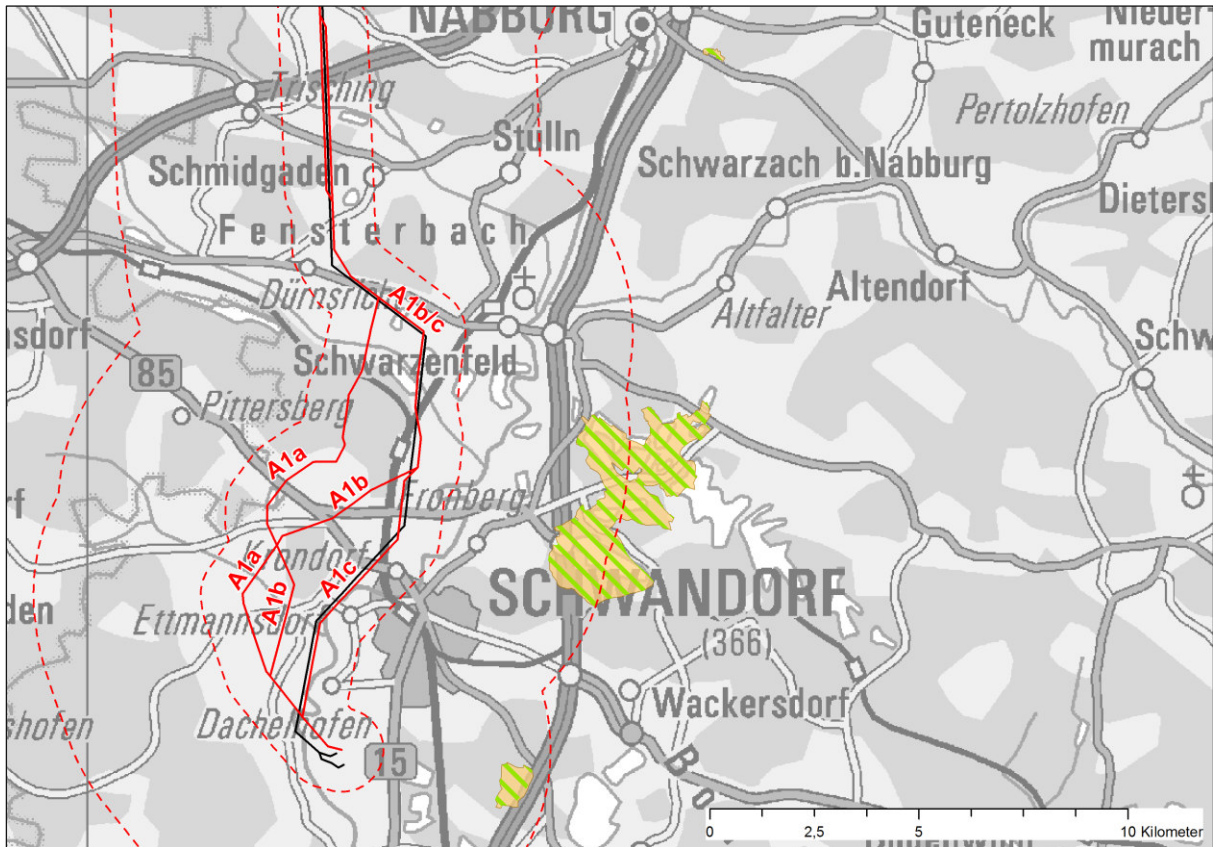 NABBURG
Guteneck
Nieder-
murach
Trisching
Pertolzhofen
Stulln
Schmidgaden
Schwarzach b.Nabburg
Dietersl
Fensterbach
Dürnsricht
A1b/c
Altendorf
Altfalter
nsdorf
Schwarzenfeld
Schw
85
Pittersberg
A1a
A1b
Fronberg
rf
Krondorf
A1a
A1b
A1c
SCHWANDORF
den
Ettmannsdorf
(366)
Wackersdorf
shofen
Dachelhofen
15
B
0
2,5
5
10 Kilometer